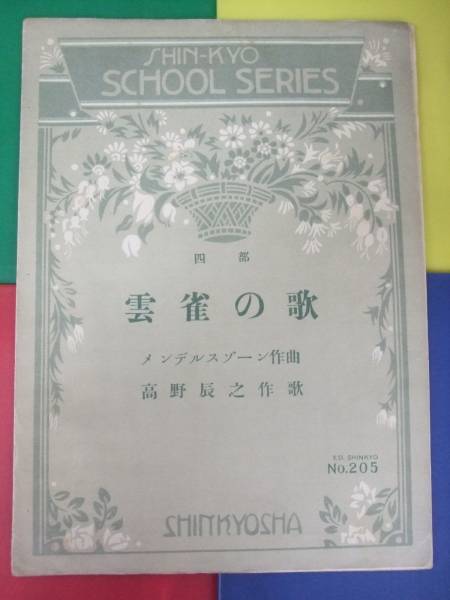 SHIN-KYO
SCHOOL SERIES
四部
雲雀の歌
メンデルスゾーン作曲
高野辰之作歌
ED. SHINKYO
No.205
SHINKYOSHA